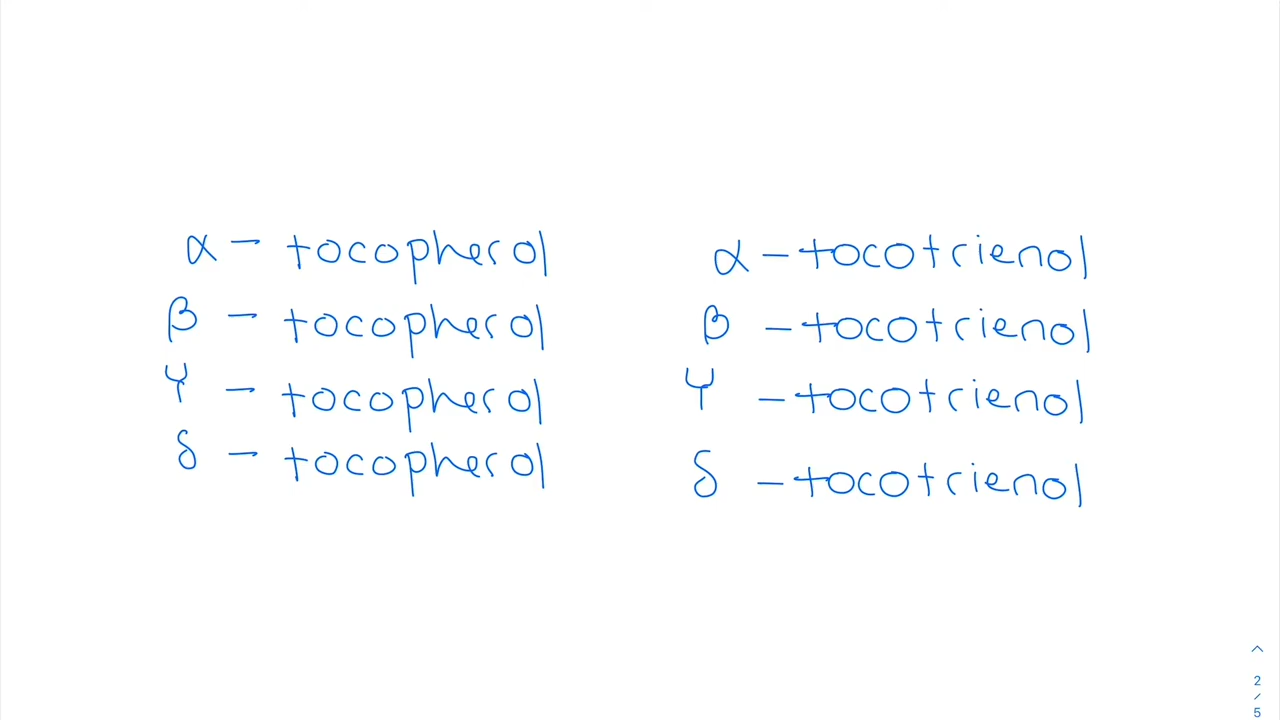 α - tocopherol
β - tocopherol
γ - tocopherol
δ - tocopherol
α - tocotrienol
β - tocotrienol
γ - tocotrienol
δ - tocotrienol
2
/
5